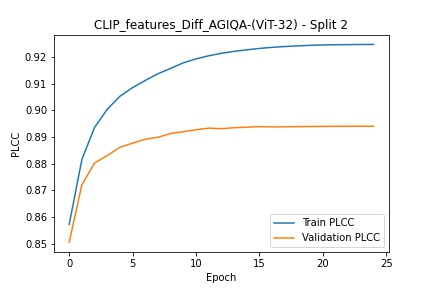 CLIP_features_Diff_AGIQA-(ViT-32) - Split 2
PLCC
0.92
0.91
0.90
0.89
0.88
0.87
0.86
0.85
Train PLCC
Validation PLCC
0 5 10 15 20 25
Epoch